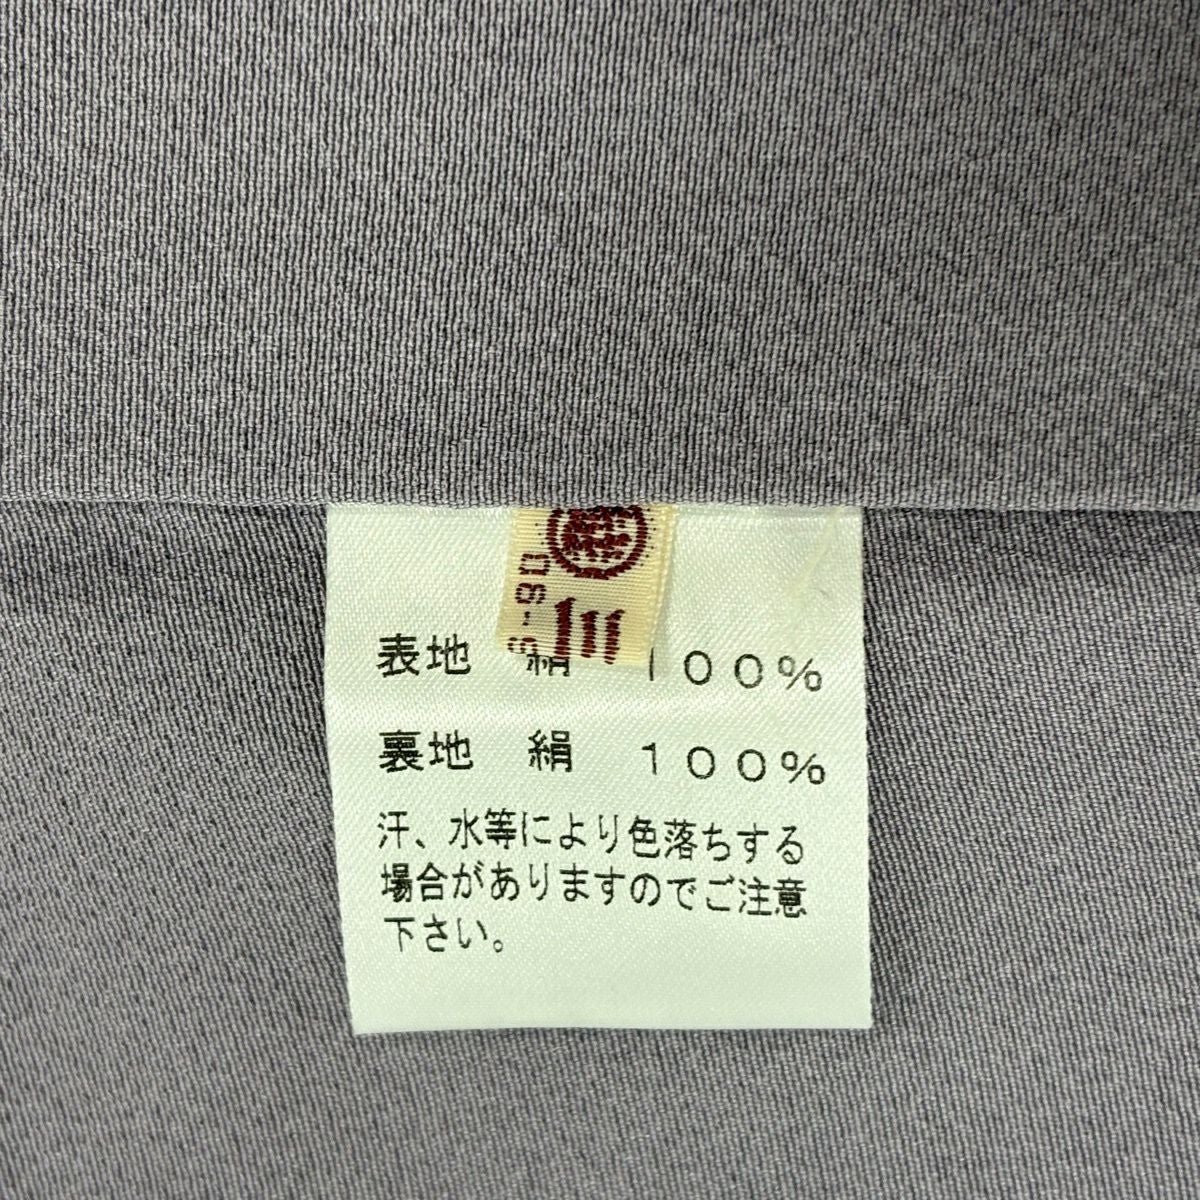 S-80
表地 絹 100%
裏地 絹 100%
汗、水等により色落ちする
場合がありますのでご注意
下さい。